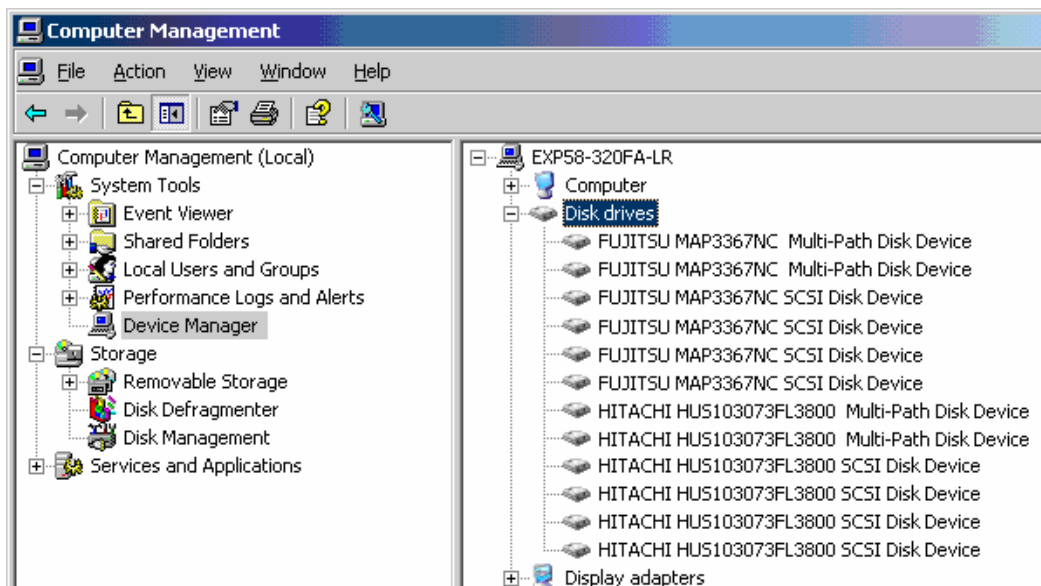 Computer Management
File Action View Window Help
Computer Management (Local)
System Tools
Event Viewer
Shared Folders
Local Users and Groups
Performance Logs and Alerts
Device Manager
Storage
Removable Storage
Disk Defragmenter
Disk Management
Services and Applications
EXP58-320FA-LR
Computer
Disk drives
FUJITSU MAP3367NC Multi-Path Disk Device
FUJITSU MAP3367NC Multi-Path Disk Device
FUJITSU MAP3367NC SCSI Disk Device
FUJITSU MAP3367NC SCSI Disk Device
FUJITSU MAP3367NC SCSI Disk Device
FUJITSU MAP3367NC SCSI Disk Device
HITACHI HUS103073FL3800 Multi-Path Disk Device
HITACHI HUS103073FL3800 Multi-Path Disk Device
HITACHI HUS103073FL3800 SCSI Disk Device
HITACHI HUS103073FL3800 SCSI Disk Device
HITACHI HUS103073FL3800 SCSI Disk Device
HITACHI HUS103073FL3800 SCSI Disk Device
Display adapters